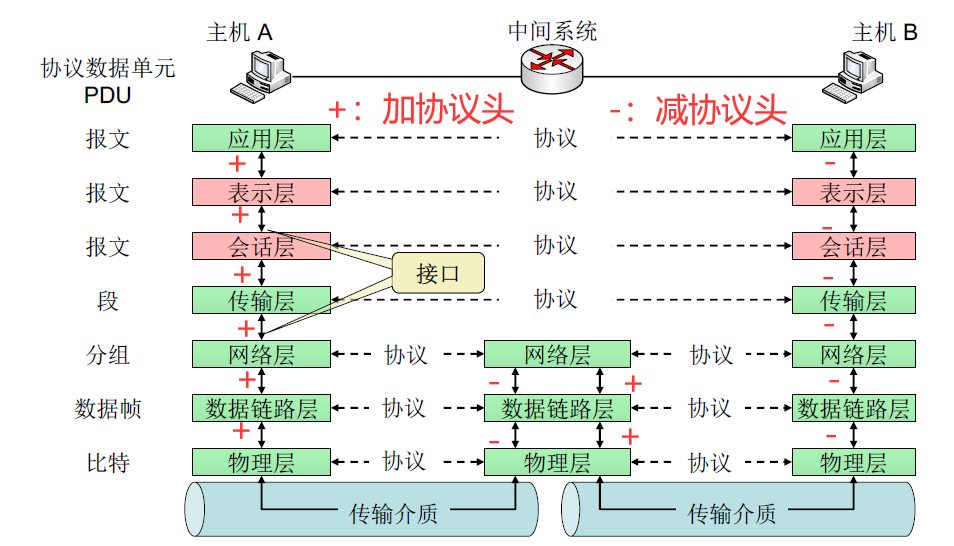 主机 A
中间系统
主机 B
协议数据单元
PDU
+：加协议头
-：减协议头
报文
应用层
协议
应用层
+
-
报文
表示层
协议
表示层
+
-
报文
会话层
协议
会话层
接口
+
-
段
传输层
协议
传输层
+
-
分组
网络层
协议
网络层
协议
网络层
+
-
+
-
数据帧
数据链路层
协议
数据链路层
协议
数据链路层
+
-
+
-
比特
物理层
协议
物理层
协议
物理层
传输介质
传输介质